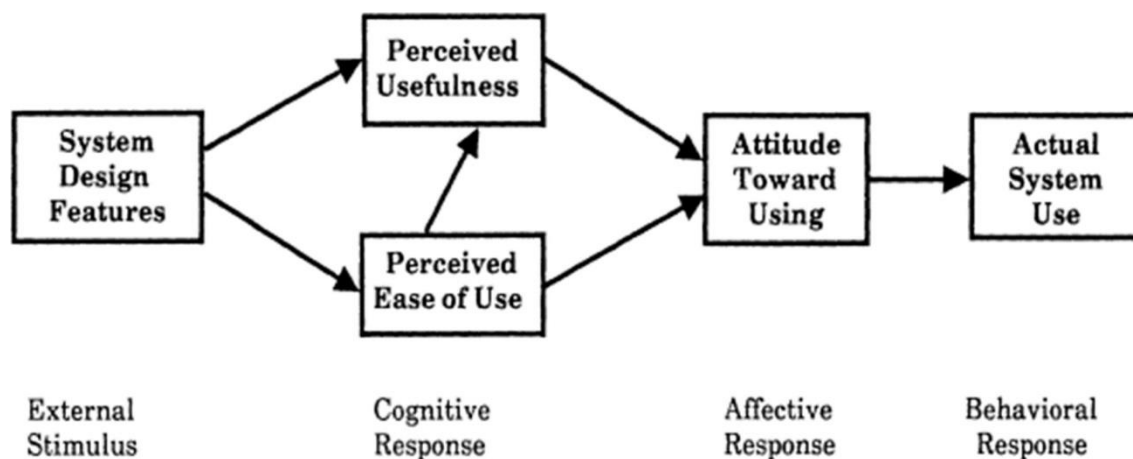 Perceived
Usefulness
System
Design
Features
Attitude
Toward
Using
Actual
System
Use
Perceived
Ease of Use
External
Stimulus
Cognitive
Response
Affective
Response
Behavioral
Response